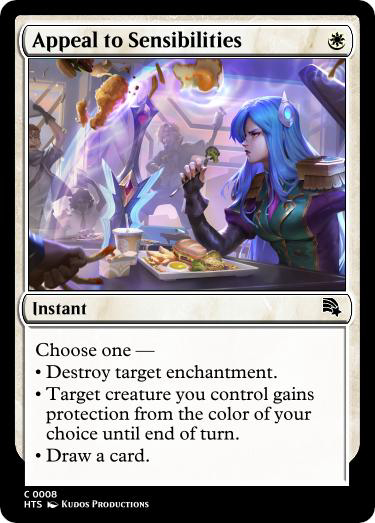 Appeal to Sensibilities
Instant
Choose one —
• Destroy target enchantment.
• Target creature you control gains
protection from the color of your
choice until end of turn.
• Draw a card.
C 0008
HTS Kudos Productions